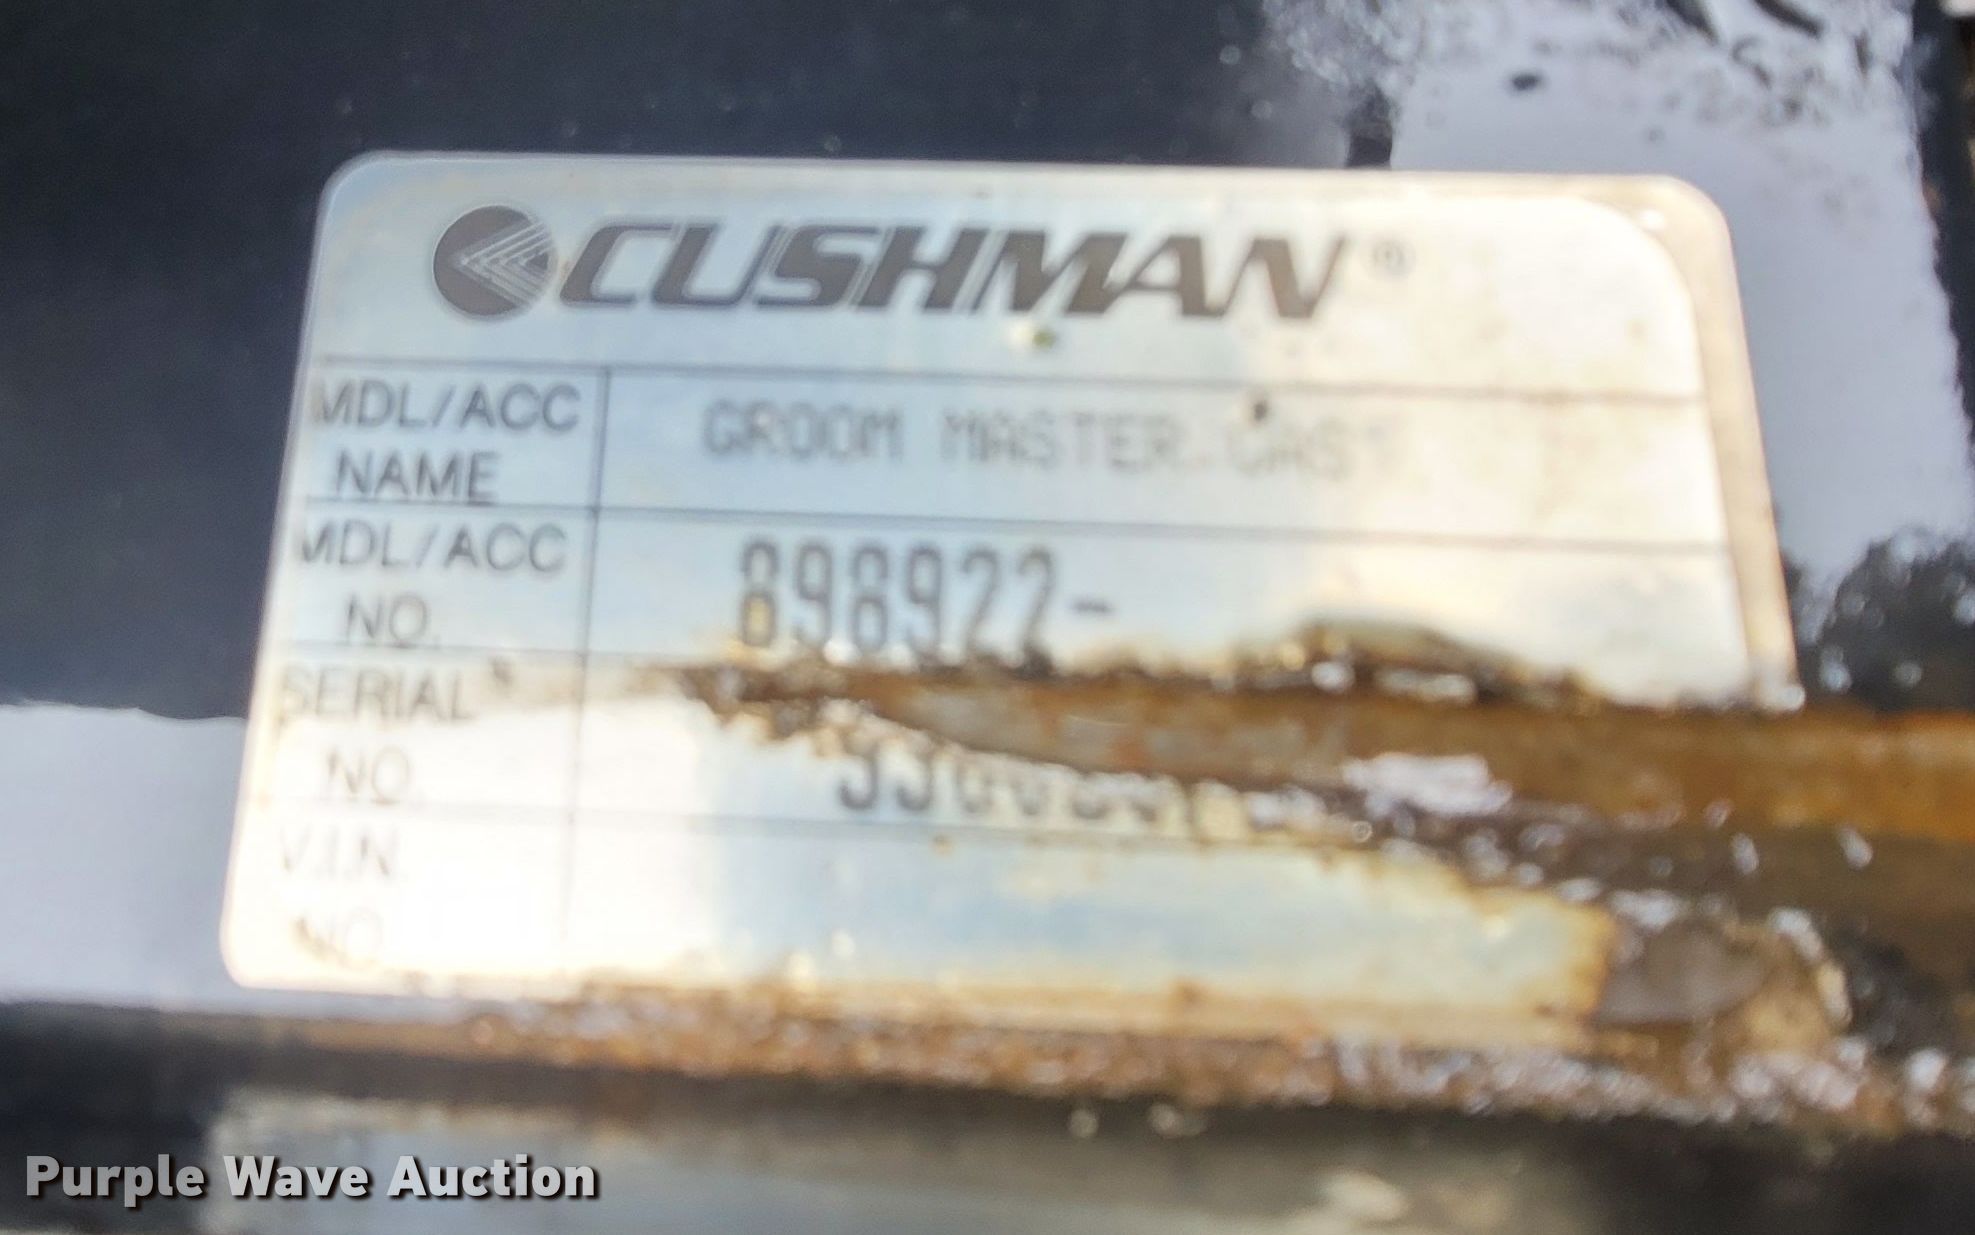 CUSHMAN®
MDL/ACC NAME GROOM MASTER
MDL/ACC NO. 898922-
SERIAL NO.
V.I.N. NO.
Purple Wave Auction